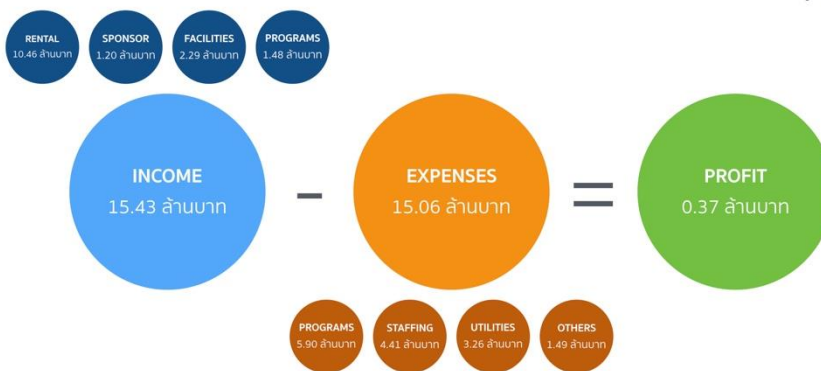 RENTAL
10.46 ล้านบาท
SPONSOR
1.20 ล้านบาท
FACILITIES
2.29 ล้านบาท
PROGRAMS
1.48 ล้านบาท
INCOME
15.43 ล้านบาท
-
EXPENSES
15.06 ล้านบาท
=
PROFIT
0.37 ล้านบาท
PROGRAMS
5.90 ล้านบาท
STAFFING
4.41 ล้านบาท
UTILITIES
3.26 ล้านบาท
OTHERS
1.49 ล้านบาท